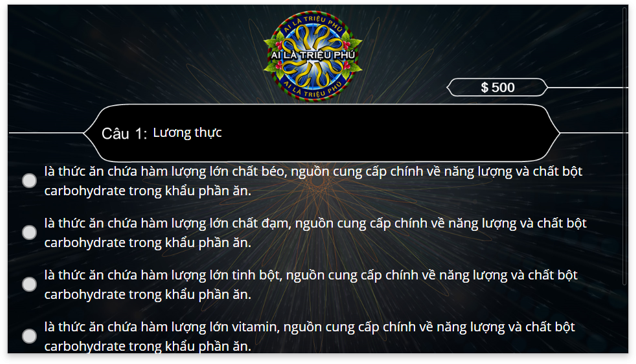 AI LÀ TRIỆU PHÚ
AI LÀ TRIỆU PHÚ
AI LÀ TRIỆU PHÚ
$ 500
Câu 1: Lương thực
là thức ăn chứa hàm lượng lớn chất béo, nguồn cung cấp chính về năng lượng và chất bột
carbohydrate trong khẩu phần ăn.
là thức ăn chứa hàm lượng lớn chất đạm, nguồn cung cấp chính về năng lượng và chất bột
carbohydrate trong khẩu phần ăn.
là thức ăn chứa hàm lượng lớn tinh bột, nguồn cung cấp chính về năng lượng và chất bột
carbohydrate trong khẩu phần ăn.
là thức ăn chứa hàm lượng lớn vitamin, nguồn cung cấp chính về năng lượng và chất bột
carbohydrate trong khẩu phần ăn.